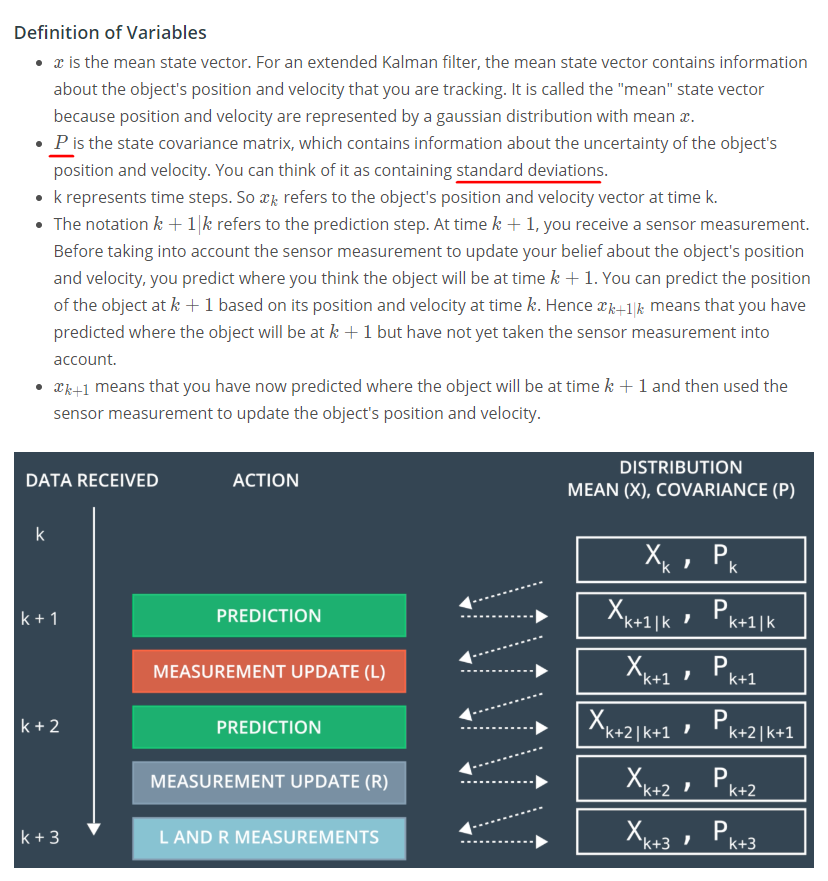 Definition of Variables
• x is the mean state vector. For an extended Kalman filter, the mean state vector contains information
about the object's position and velocity that you are tracking. It is called the "mean" state vector
because position and velocity are represented by a gaussian distribution with mean x.
• P is the state covariance matrix, which contains information about the uncertainty of the object's
position and velocity. You can think of it as containing standard deviations.
• k represents time steps. So x_k refers to the object's position and velocity vector at time k.
• The notation k + 1|k refers to the prediction step. At time k + 1, you receive a sensor measurement.
Before taking into account the sensor measurement to update your belief about the object's position
and velocity, you predict where you think the object will be at time k + 1. You can predict the position
of the object at k + 1 based on its position and velocity at time k. Hence x_{k+1|k} means that you have
predicted where the object will be at k + 1 but have not yet taken the sensor measurement into
account.
• x_{k+1} means that you have now predicted where the object will be at time k + 1 and then used the
sensor measurement to update the object's position and velocity.
DATA RECEIVED ACTION DISTRIBUTION
MEAN (X), COVARIANCE (P)
k X_k , P_k
k + 1 PREDICTION X_{k+1|k} , P_{k+1|k}
MEASUREMENT UPDATE (L) X_{k+1} , P_{k+1}
k + 2 PREDICTION X_{k+2|k+1} , P_{k+2|k+1}
MEASUREMENT UPDATE (R) X_{k+2} , P_{k+2}
k + 3 L AND R MEASUREMENTS X_{k+3} , P_{k+3}